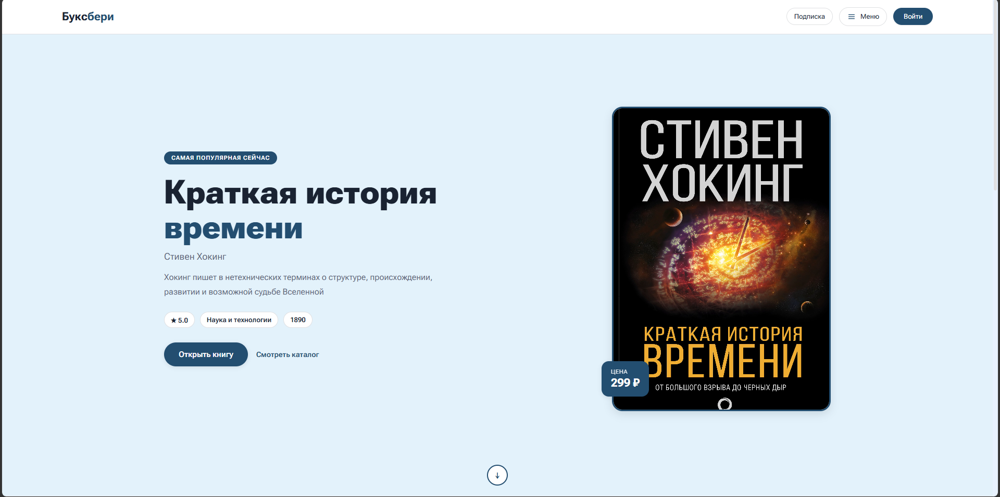 Буксбери
Подписка
Меню
Войти
САМАЯ ПОПУЛЯРНАЯ СЕЙЧАС
Краткая история
времени
Стивен Хокинг
Хокинг пишет в нетехнических терминах о структуре, происхождении,
развитии и возможной судьбе Вселенной
★ 5.0
Наука и технологии
1890
Открыть книгу
Смотреть каталог
СТИВЕН
ХОКИНГ
КРАТКАЯ ИСТОРИЯ
ВРЕМЕНИ
ОТ БОЛЬШОГО ВЗРЫВА ДО ЧЕРНЫХ ДЫР
ЦЕНА
299 ₽